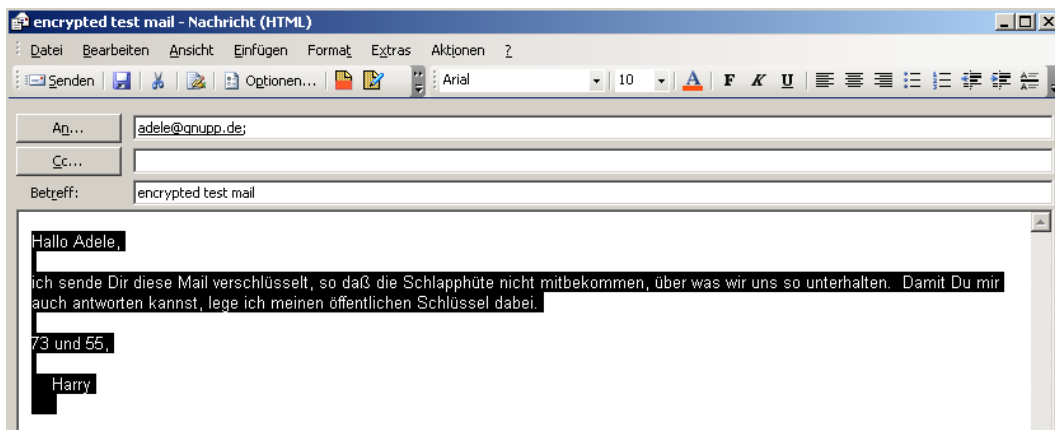 encrypted test mail - Nachricht (HTML)
Datei Bearbeiten Ansicht Einfügen Format Extras Aktionen ?
Senden Optionen... Arial 10 A F K U
An... adele@gnupp.de;
Cc...
Betreff: encrypted test mail
Hallo Adele,
ich sende Dir diese Mail verschlüsselt, so daß die Schlapphüte nicht mitbekommen, über was wir uns so unterhalten. Damit Du mir
auch antworten kannst, lege ich meinen öffentlichen Schlüssel dabei.
73 und 55,
Harry